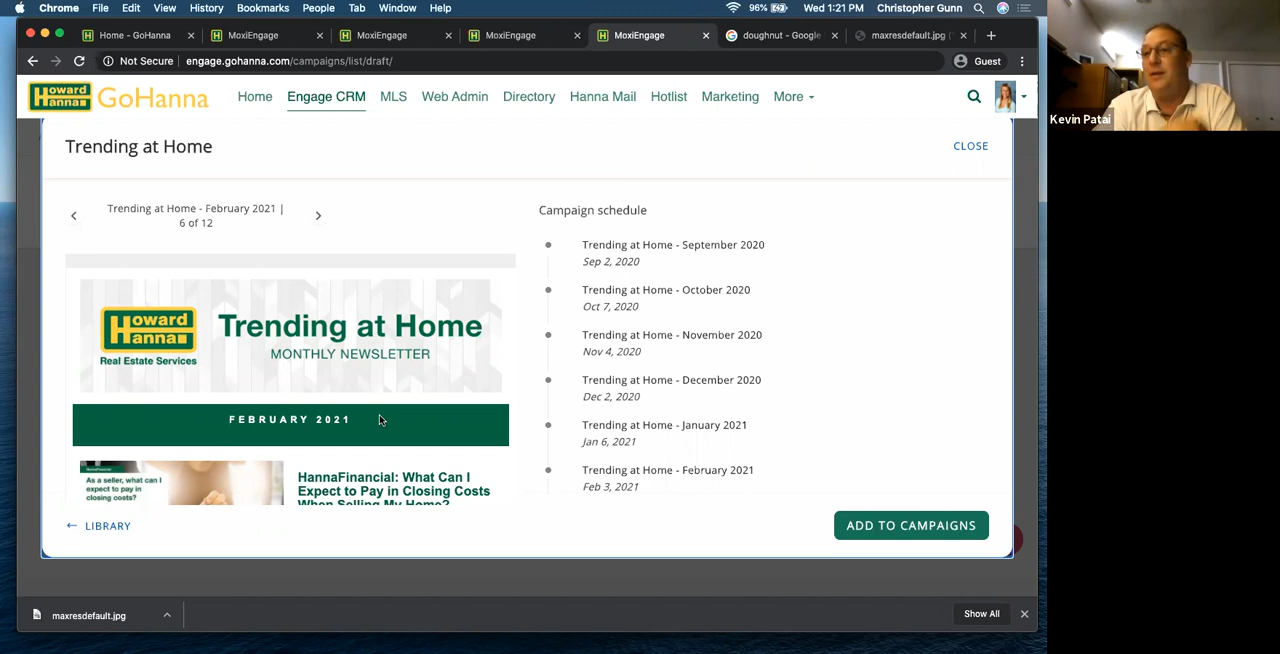 Chrome File Edit View History Bookmarks People Tab Window Help 96% Wed 1:21 PM Christopher Gunn
Home - GoHanna MoxiEngage MoxiEngage MoxiEngage MoxiEngage doughnut - Google maxresdefault.jpg
Not Secure engage.gohanna.com/campaigns/list/draft/ Guest
Howard Hanna GoHanna Home Engage CRM MLS Web Admin Directory Hanna Mail Hotlist Marketing More
Kevin Patai
Trending at Home CLOSE
Trending at Home - February 2021 |
6 of 12
Campaign schedule
Trending at Home - September 2020
Sep 2, 2020
Trending at Home - October 2020
Oct 7, 2020
Trending at Home - November 2020
Nov 4, 2020
Trending at Home - December 2020
Dec 2, 2020
Trending at Home - January 2021
Jan 6, 2021
Trending at Home - February 2021
Feb 3, 2021
Howard
Hanna
Real Estate Services
Trending at Home
MONTHLY NEWSLETTER
FEBRUARY 2021
HannaFinancial
As a seller, what can I
expect to pay in
closing costs?
HannaFinancial: What Can I
Expect to Pay in Closing Costs
When Selling My Home?
← LIBRARY
ADD TO CAMPAIGNS
maxresdefault.jpg Show All